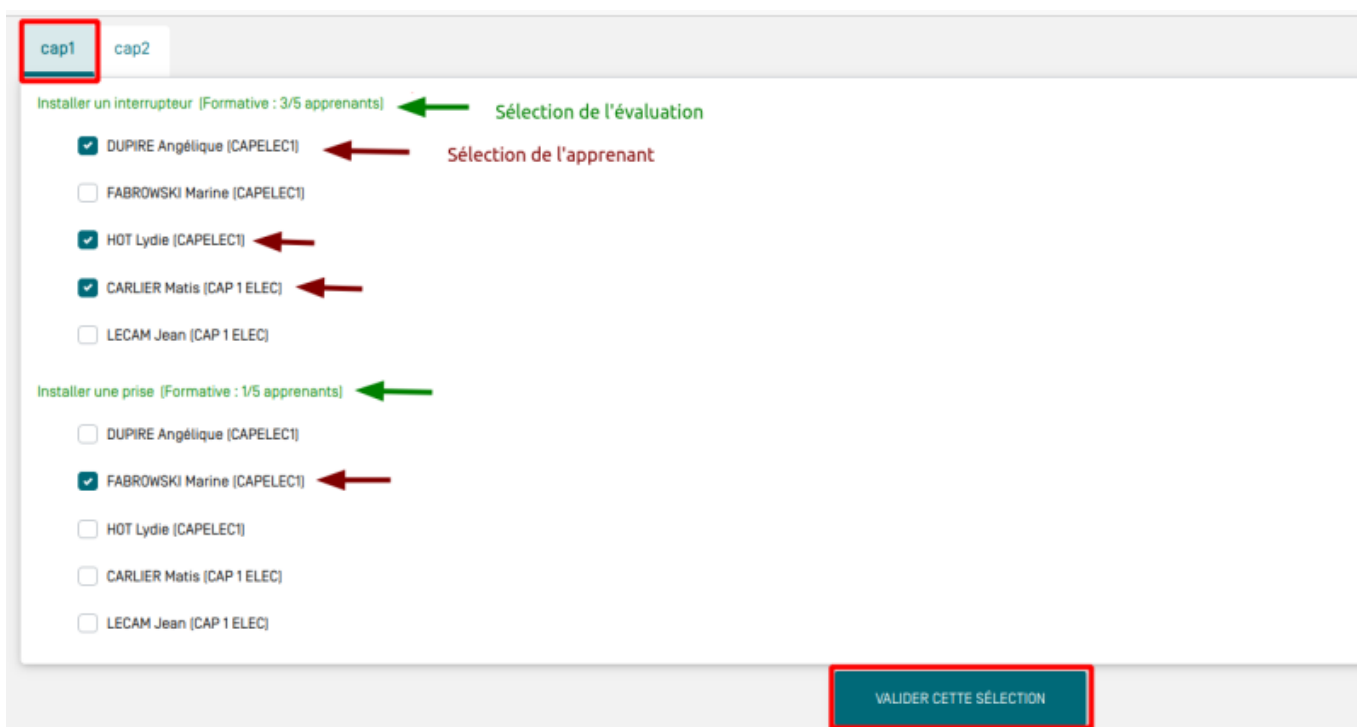 cap1 cap2
Installer un interrupteur (Formative : 3/5 apprenants) Sélection de l'évaluation
DUPIRE Angélique (CAPELEC1) Sélection de l'apprenant
FABROWSKI Marine (CAPELEC1)
HOT Lydie (CAPELEC1)
CARLIER Matis (CAP 1 ELEC)
LECAM Jean (CAP 1 ELEC)
Installer une prise (Formative : 1/5 apprenants)
DUPIRE Angélique (CAPELEC1)
FABROWSKI Marine (CAPELEC1)
HOT Lydie (CAPELEC1)
CARLIER Matis (CAP 1 ELEC)
LECAM Jean (CAP 1 ELEC)
VALIDER CETTE SÉLECTION